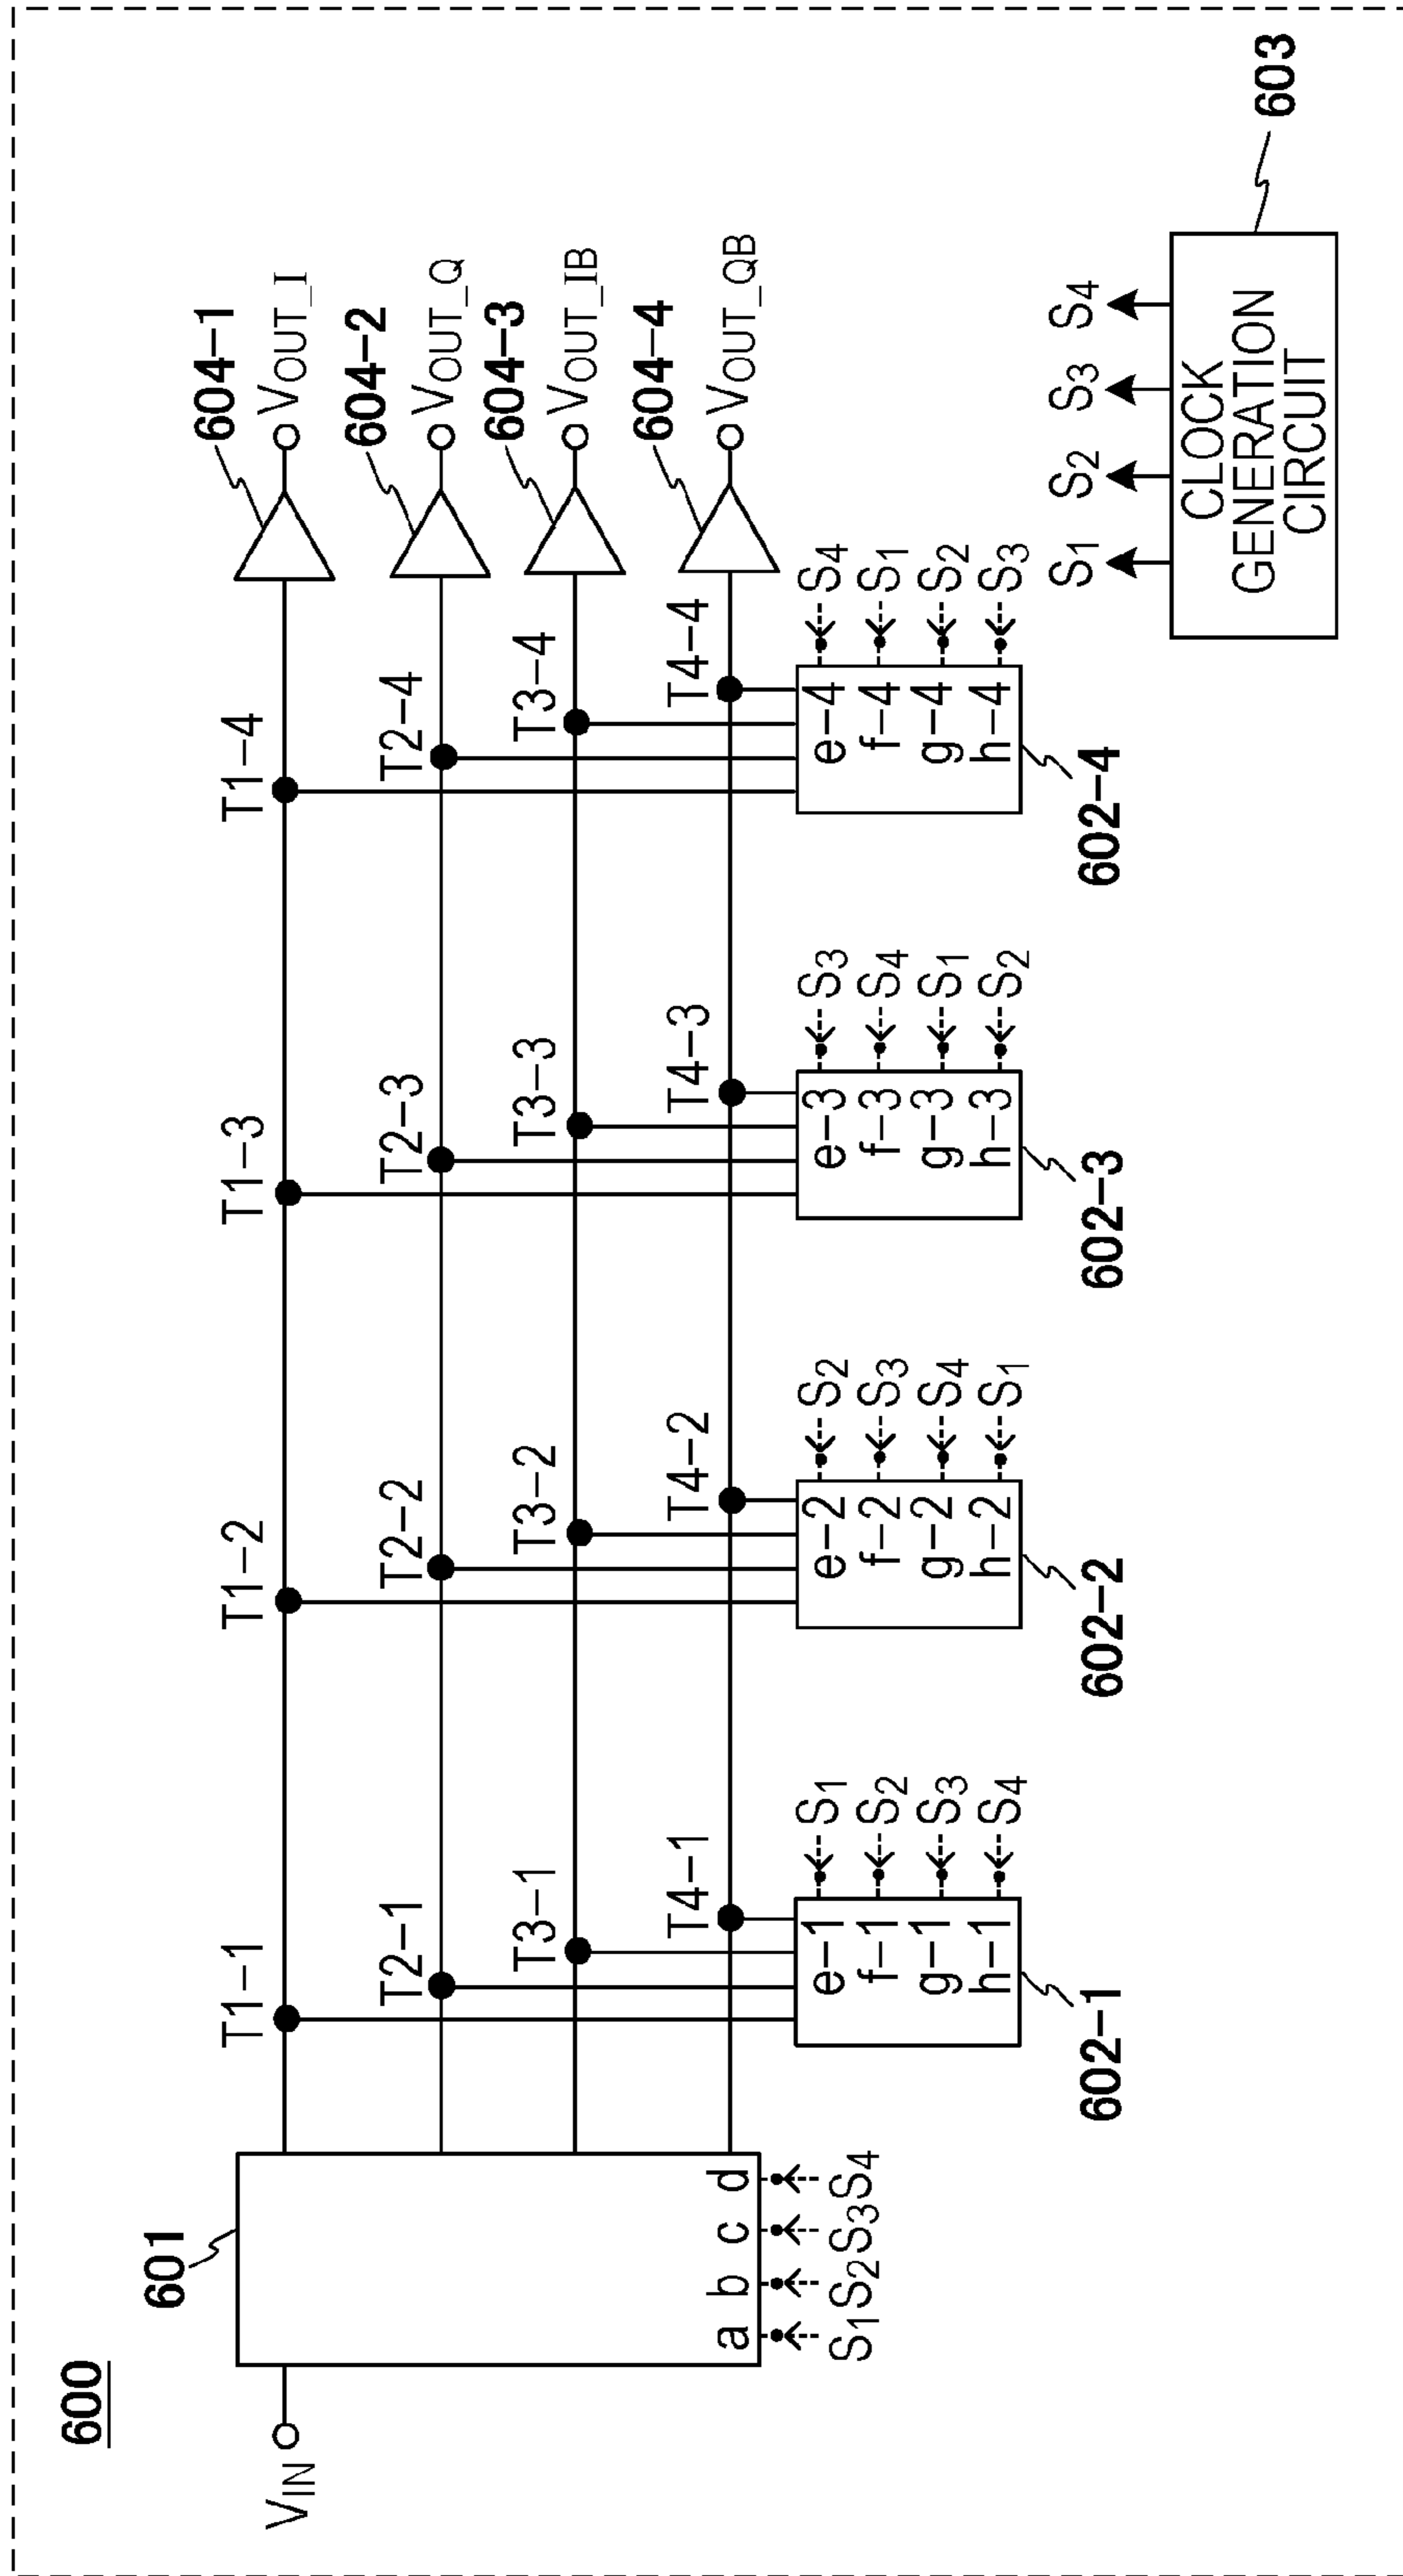 600
601
V_IN
a b c d
S1 S2 S3 S4
T1-1
T2-1
T3-1
T4-1
e-1 S1
f-1 S2
g-1 S3
h-1 S4
602-1
T1-2
T2-2
T3-2
T4-2
e-2 S2
f-2 S3
g-2 S4
h-2 S1
602-2
T1-3
T2-3
T3-3
T4-3
e-3 S3
f-3 S4
g-3 S1
h-3 S2
602-3
T1-4
T2-4
T3-4
T4-4
e-4 S4
f-4 S1
g-4 S2
h-4 S3
602-4
604-1
VOUT_I
604-2
VOUT_Q
604-3
VOUT_IB
604-4
VOUT_QB
S1 S2 S3 S4
CLOCK
GENERATION
CIRCUIT
603